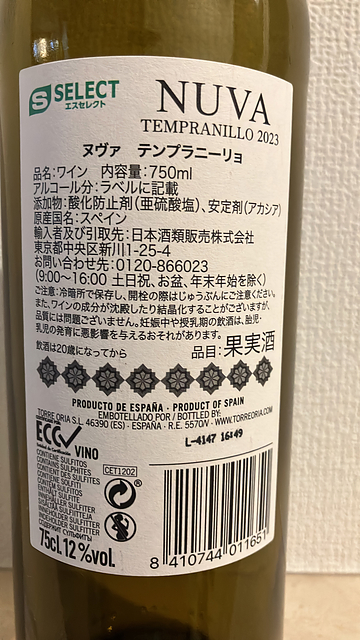 S SELECT
エスセレクト
NUVA
TEMPRANILLO 2023
ヌヴァ テンプラニーリョ
品名:ワイン 内容量:750ml
アルコール分:ラベルに記載
添加物:酸化防止剤(亜硫酸塩)、安定剤(アカシア)
原産国名:スペイン
輸入者及び引取先:日本酒類販売株式会社
東京都中央区新川1-25-4
お問い合わせ先:0120-866023
(9:00~16:00 土日祝、お盆、年末年始を除く)
ご注意:冷暗所で保存し、開栓の際はじゅうぶんにご注意ください。
また、ワインの成分が沈殿したり結晶化することがございますが、
品質には問題ございません。妊娠中や授乳期の飲酒は、胎児・
乳児の発育に悪影響を与えるおそれがあります。
飲酒は20歳になってから 品目:果実酒
PRODUCTO DE ESPAÑA · PRODUCT OF SPAIN
EMBOTELLADO POR / BOTTLED BY:
TORRE ORIA S.L. 46390 (ES) · ESPAÑA · R.E. 5570/V · WWW.TORREORIA.COM
VINO
L-4147 16:49
CET1202
CONTIENE SULFITOS
CONTAINS SULPHITES
75cl. 12 %vol.
8 410744 011651